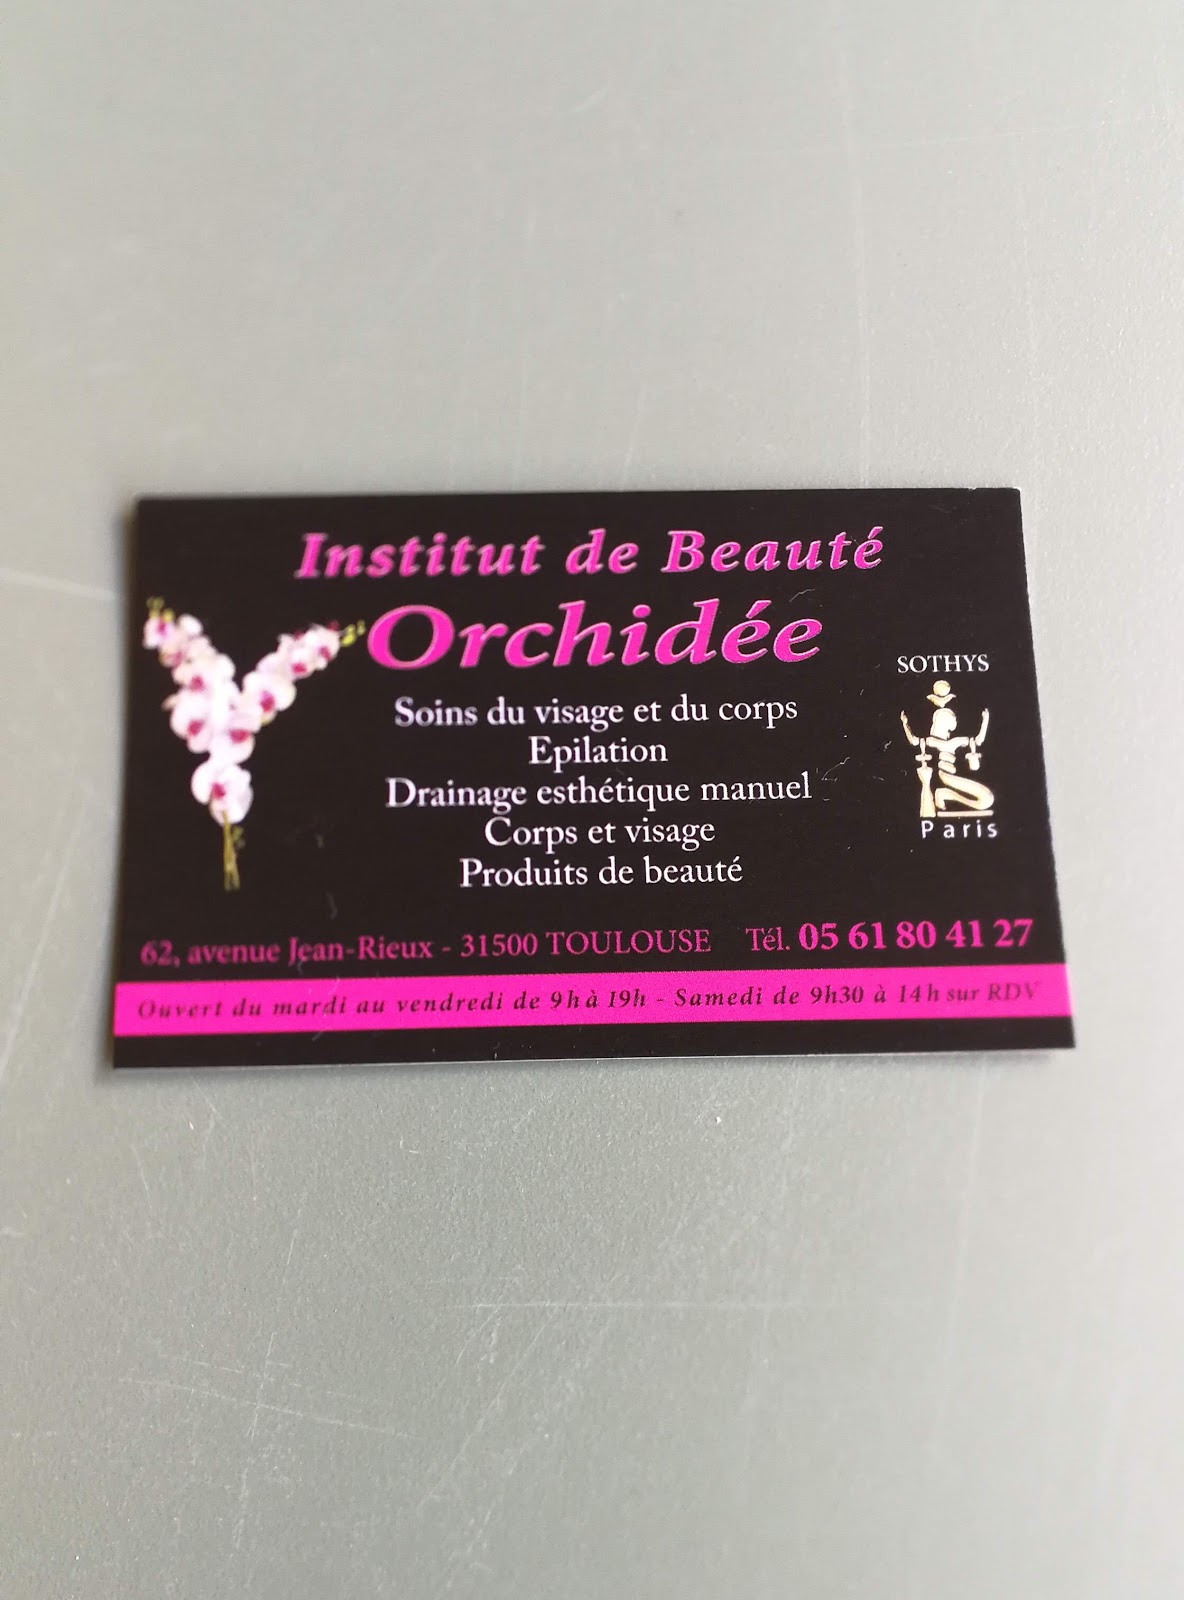 Institut de Beauté
Orchidée
Soins du visage et du corps
Epilation
Drainage esthétique manuel
Corps et visage
Produits de beauté
SOTHYS
Paris
62, avenue Jean-Rieux - 31500 TOULOUSE Tél. 05 61 80 41 27
Ouvert du mardi au vendredi de 9h à 19h - Samedi de 9h30 à 14h sur RDV